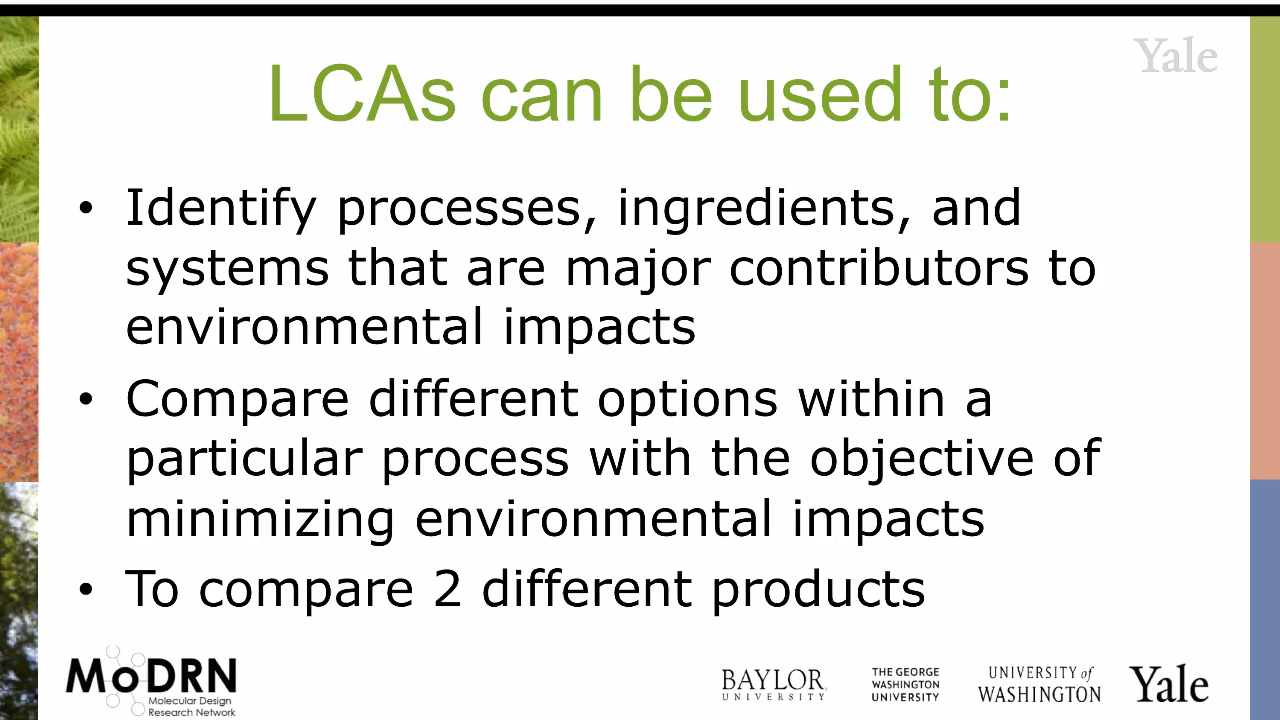 Yale
LCAs can be used to:
• Identify processes, ingredients, and
systems that are major contributors to
environmental impacts
• Compare different options within a
particular process with the objective of
minimizing environmental impacts
• To compare 2 different products
MoDRN
Molecular Design
Research Network
BAYLOR
UNIVERSITY
THE GEORGE
WASHINGTON
UNIVERSITY
UNIVERSITY of
WASHINGTON
Yale